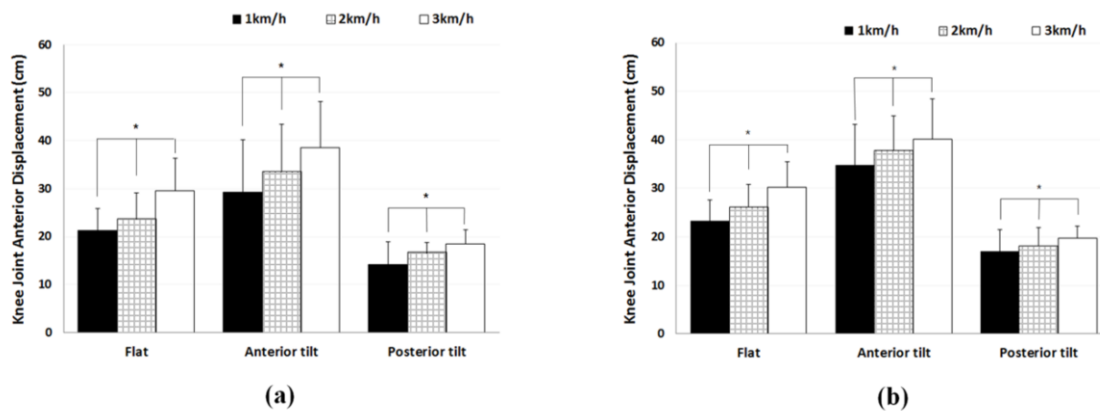 1km/h 2km/h 3km/h
Knee Joint Anterior Displacement (cm)
60
50
40
30
20
10
0
*
*
*
Flat Anterior tilt Posterior tilt
(a)
1km/h 2km/h 3km/h
Knee Joint Anterior Displacement (cm)
60
50
40
30
20
10
0
*
*
*
Flat Anterior tilt Posterior tilt
(b)